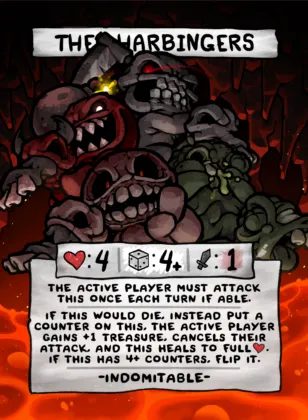 THE HARBINGERS
:4 :4+ :1
THE ACTIVE PLAYER MUST ATTACK
THIS ONCE EACH TURN IF ABLE.
IF THIS WOULD DIE, INSTEAD PUT A
COUNTER ON THIS, THE ACTIVE PLAYER
GAINS +1 TREASURE, CANCELS THEIR
ATTACK, AND THIS HEALS TO FULL.
IF THIS HAS 4+ COUNTERS, FLIP IT.
-INDOMITABLE-